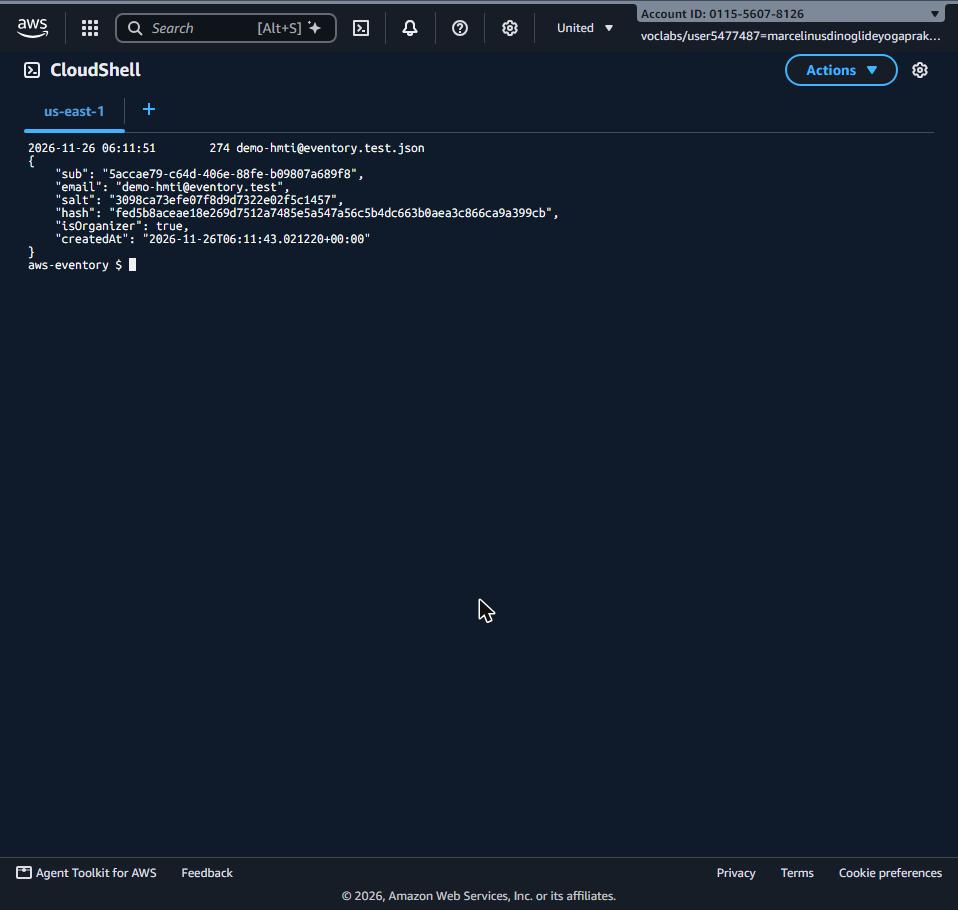 aws
Search [Alt+S]
United
Account ID: 0115-5607-8126
voclabs/user5477487=marcelinusdinoglideyogaprak...
CloudShell
Actions
us-east-1
2026-11-26 06:11:51        274 demo-hmti@eventory.test.json
{
    "sub": "5accae79-c64d-406e-88fe-b09807a689f8",
    "email": "demo-hmti@eventory.test",
    "salt": "3098ca73efe07f8d9d7322e02f5c1457",
    "hash": "fed5b8aceae18e269d7512a7485e5a547a56c5b4dc663b0aea3c866ca9a399cb",
    "isOrganizer": true,
    "createdAt": "2026-11-26T06:11:43.021220+00:00"
}
aws-eventory $
Agent Toolkit for AWS
Feedback
Privacy
Terms
Cookie preferences
© 2026, Amazon Web Services, Inc. or its affiliates.